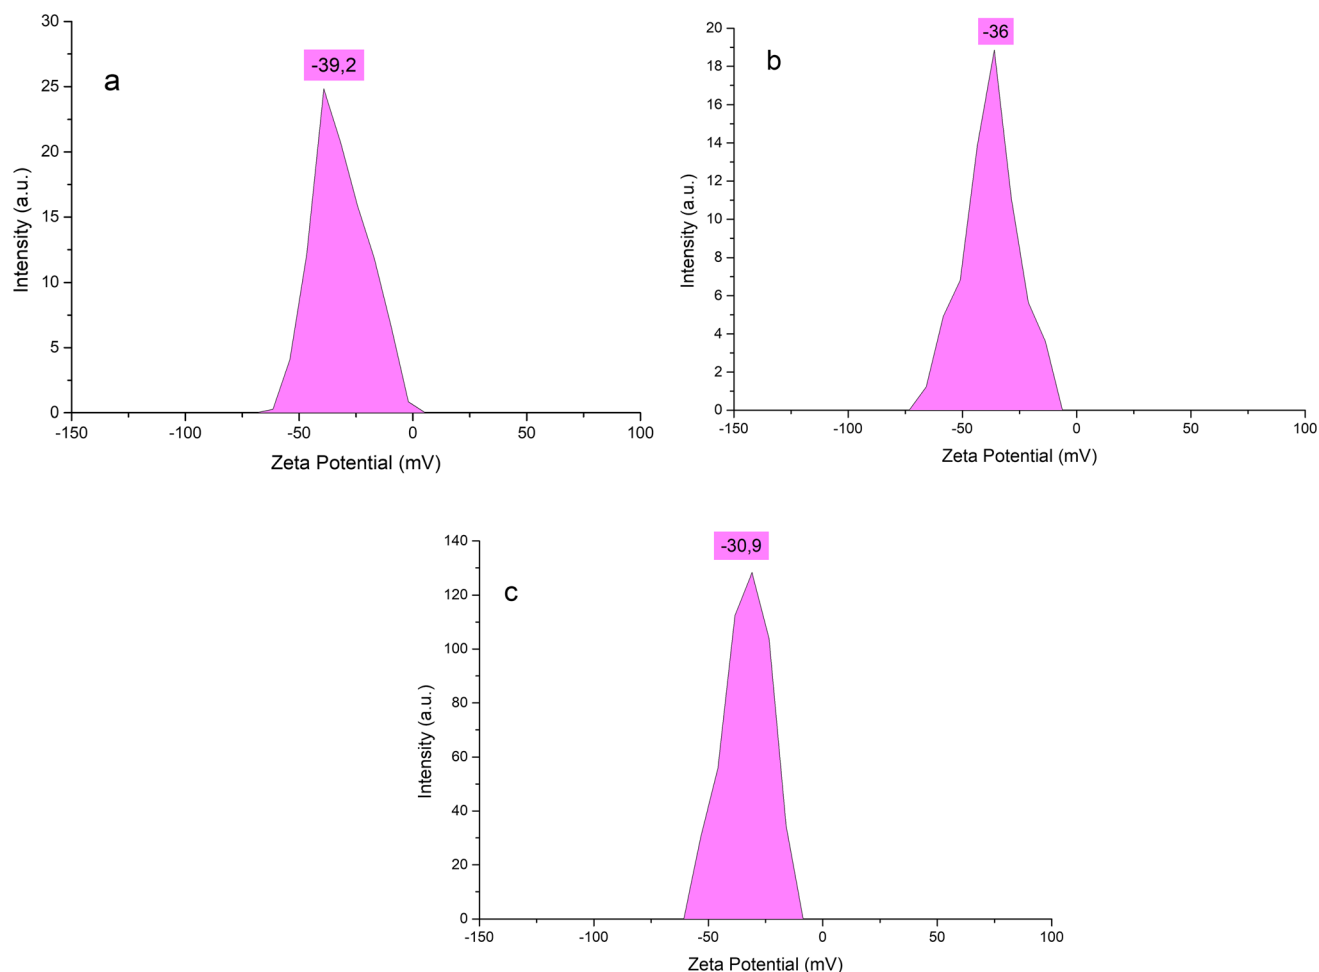 a
-39,2
30
25
20
15
10
5
0
Intensity (a.u.)
-150 -100 -50 0 50 100
Zeta Potential (mV)
b
-36
20
18
16
14
12
10
8
6
4
2
0
Intensity (a.u.)
-150 -100 -50 0 50 100
Zeta Potential (mV)
c
-30,9
140
120
100
80
60
40
20
0
Intensity (a.u.)
-150 -100 -50 0 50 100
Zeta Potential (mV)